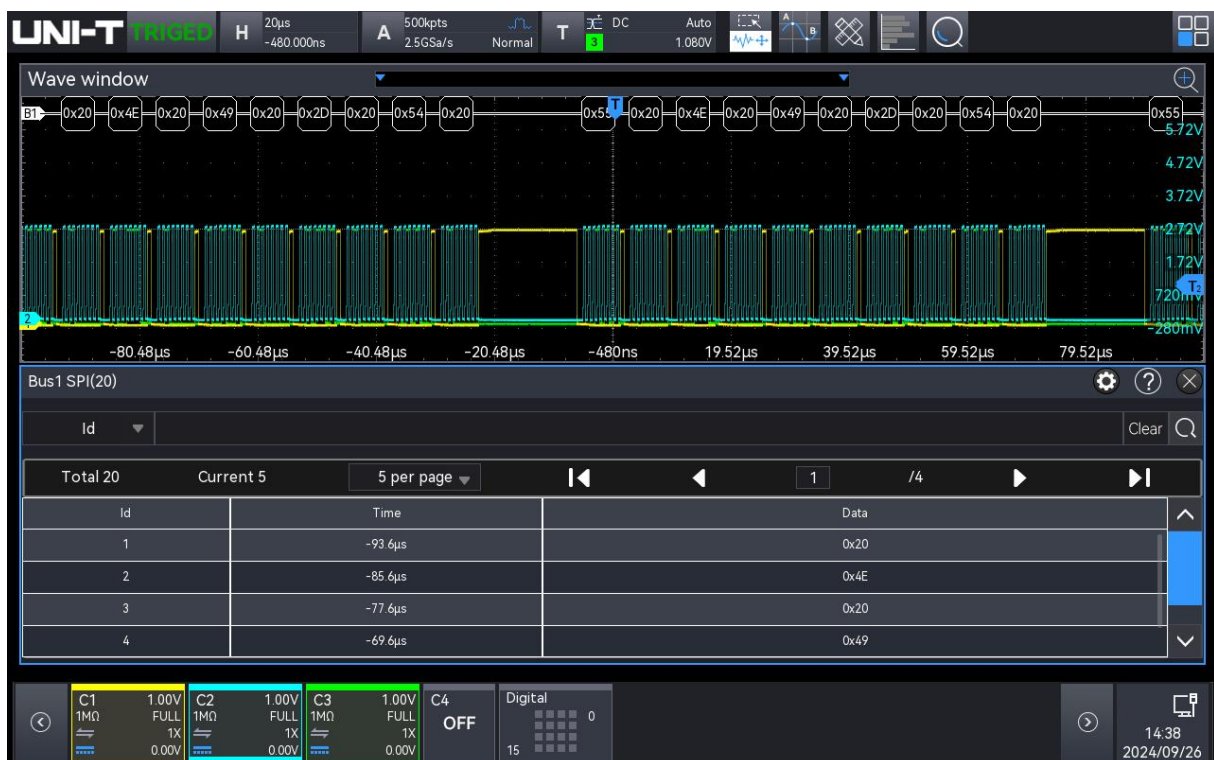 UNI-T TRIGED H 20µs -480.000ns A 500kpts 2.5GSa/s Normal T DC 3 Auto 1.080V A B
Wave window
B1 0x20 0x4E 0x20 0x49 0x20 0x2D 0x20 0x54 0x20 0x55 T 0x20 0x4E 0x20 0x49 0x20 0x2D 0x20 0x54 0x20 0x55
5.72V
4.72V
3.72V
2.72V
1.72V
720mV T2
2 -280mV
-80.48µs -60.48µs -40.48µs -20.48µs -480ns 19.52µs 39.52µs 59.52µs 79.52µs
Bus1 SPI(20) ?
Id Clear
Total 20 Current 5 5 per page 1 /4
Id Time Data
1 -93.6µs 0x20
2 -85.6µs 0x4E
3 -77.6µs 0x20
4 -69.6µs 0x49
C1 1.00V C2 1.00V C3 1.00V C4 Digital
1MΩ FULL 1MΩ FULL 1MΩ FULL OFF 0
1X 1X 1X 14:38
0.00V 0.00V 0.00V 15 2024/09/26